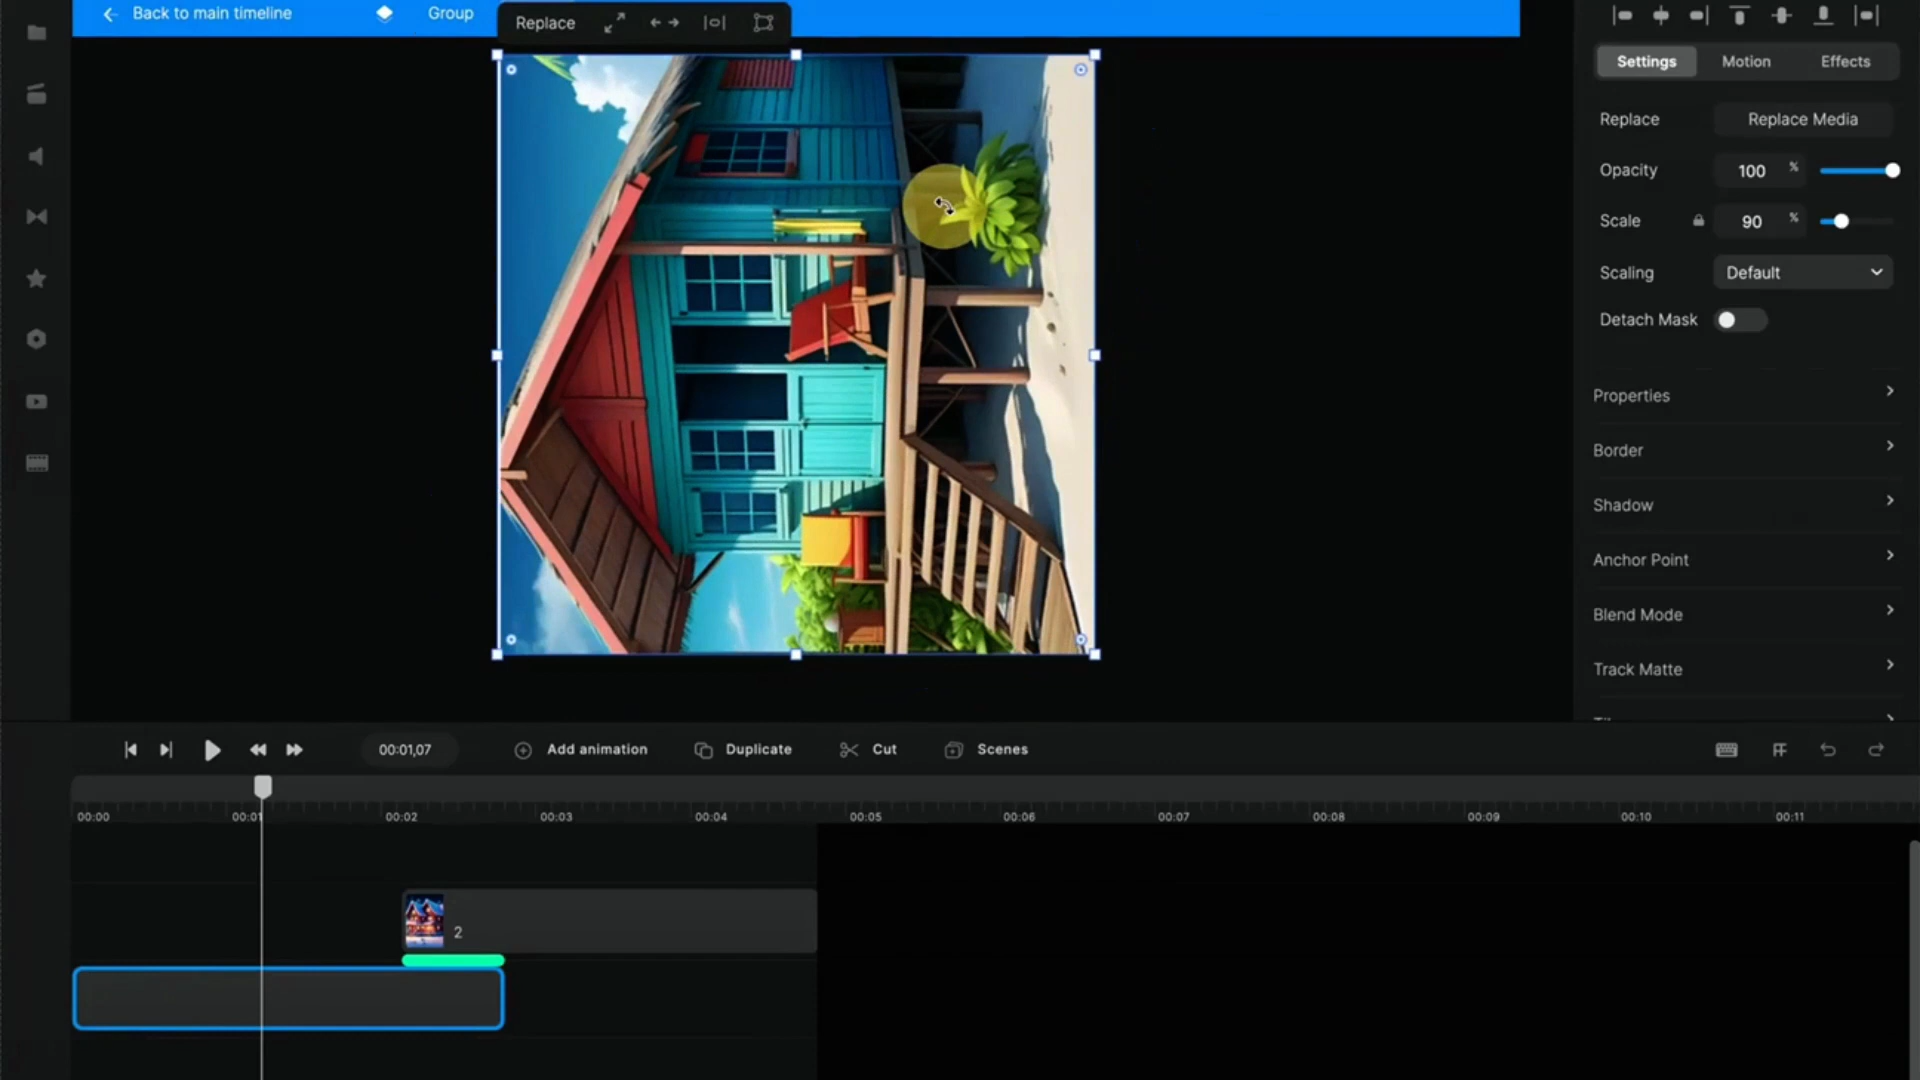 Back to main timeline
Group
Replace
Settings
Motion
Effects
Replace
Replace Media
Opacity
100 %
Scale
90 %
Scaling
Default
Detach Mask
Properties
Border
Shadow
Anchor Point
Blend Mode
Track Matte
00:01,07
Add animation
Duplicate
Cut
Scenes
00:00
00:01
00:02
00:03
00:04
00:05
00:06
00:07
00:08
00:09
00:10
00:11
2